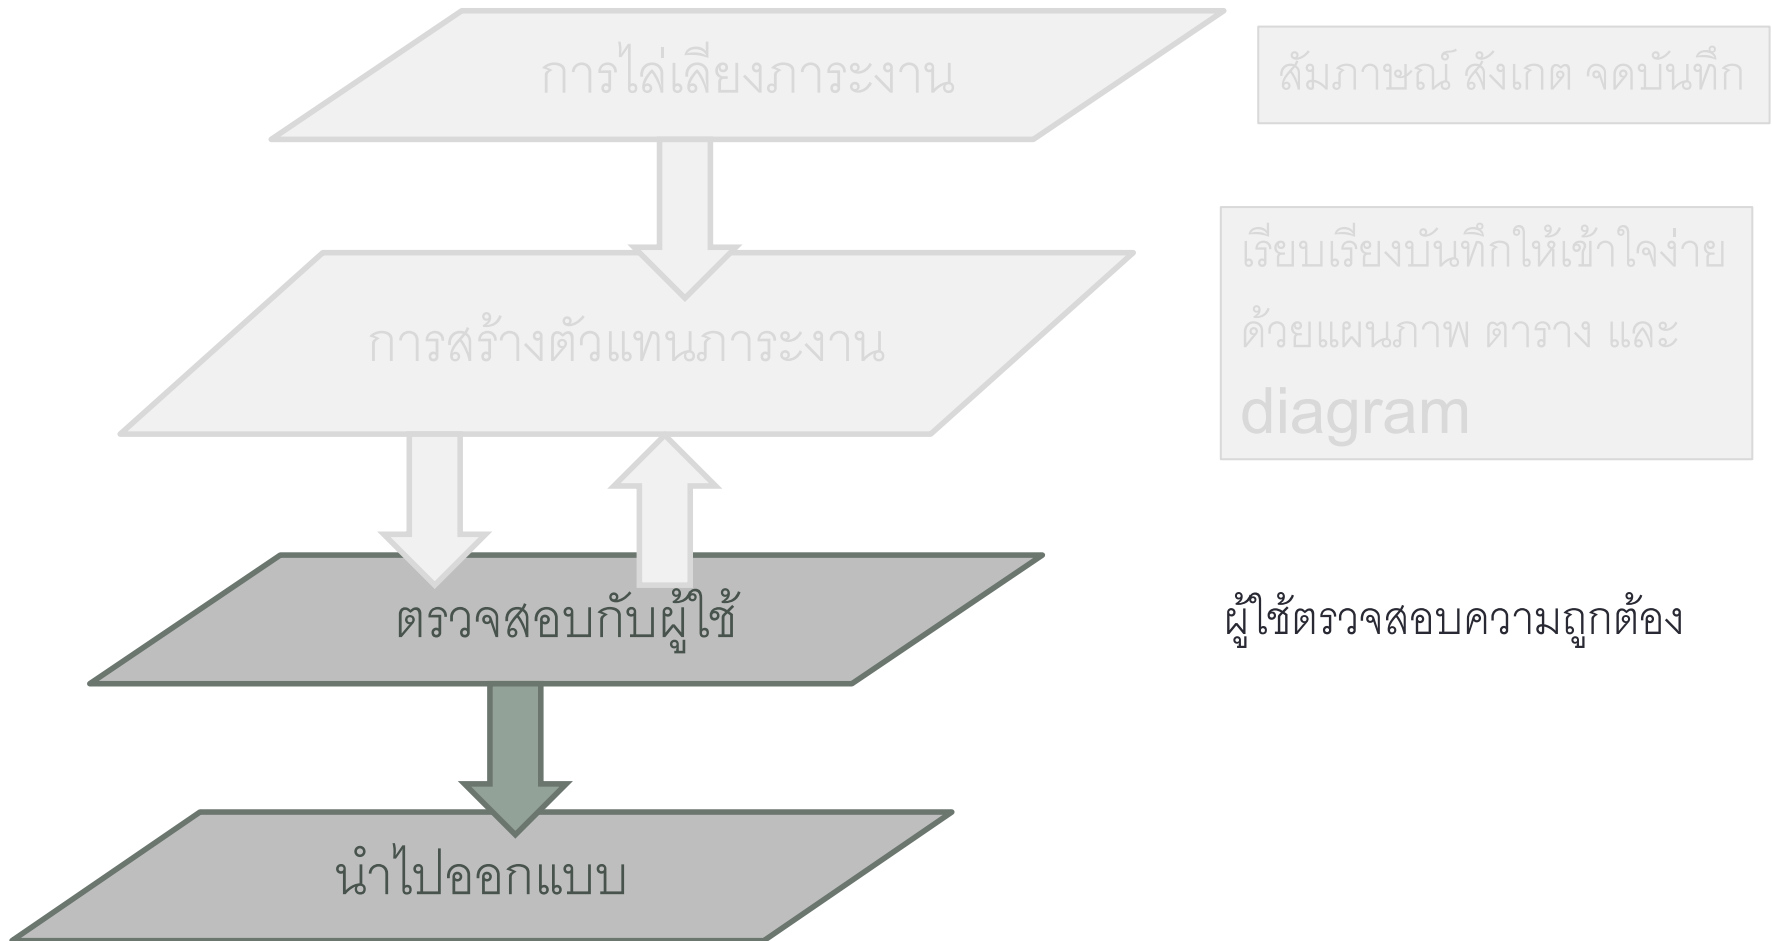 การไล่เลียงภาระงาน
สัมภาษณ์ สังเกต จดบันทึก
การสร้างตัวแทนภาระงาน
เรียบเรียงบันทึกให้เข้าใจง่าย
ด้วยแผนภาพ ตาราง และ
diagram
ตรวจสอบกับผู้ใช้
ผู้ใช้ตรวจสอบความถูกต้อง
นำไปออกแบบ